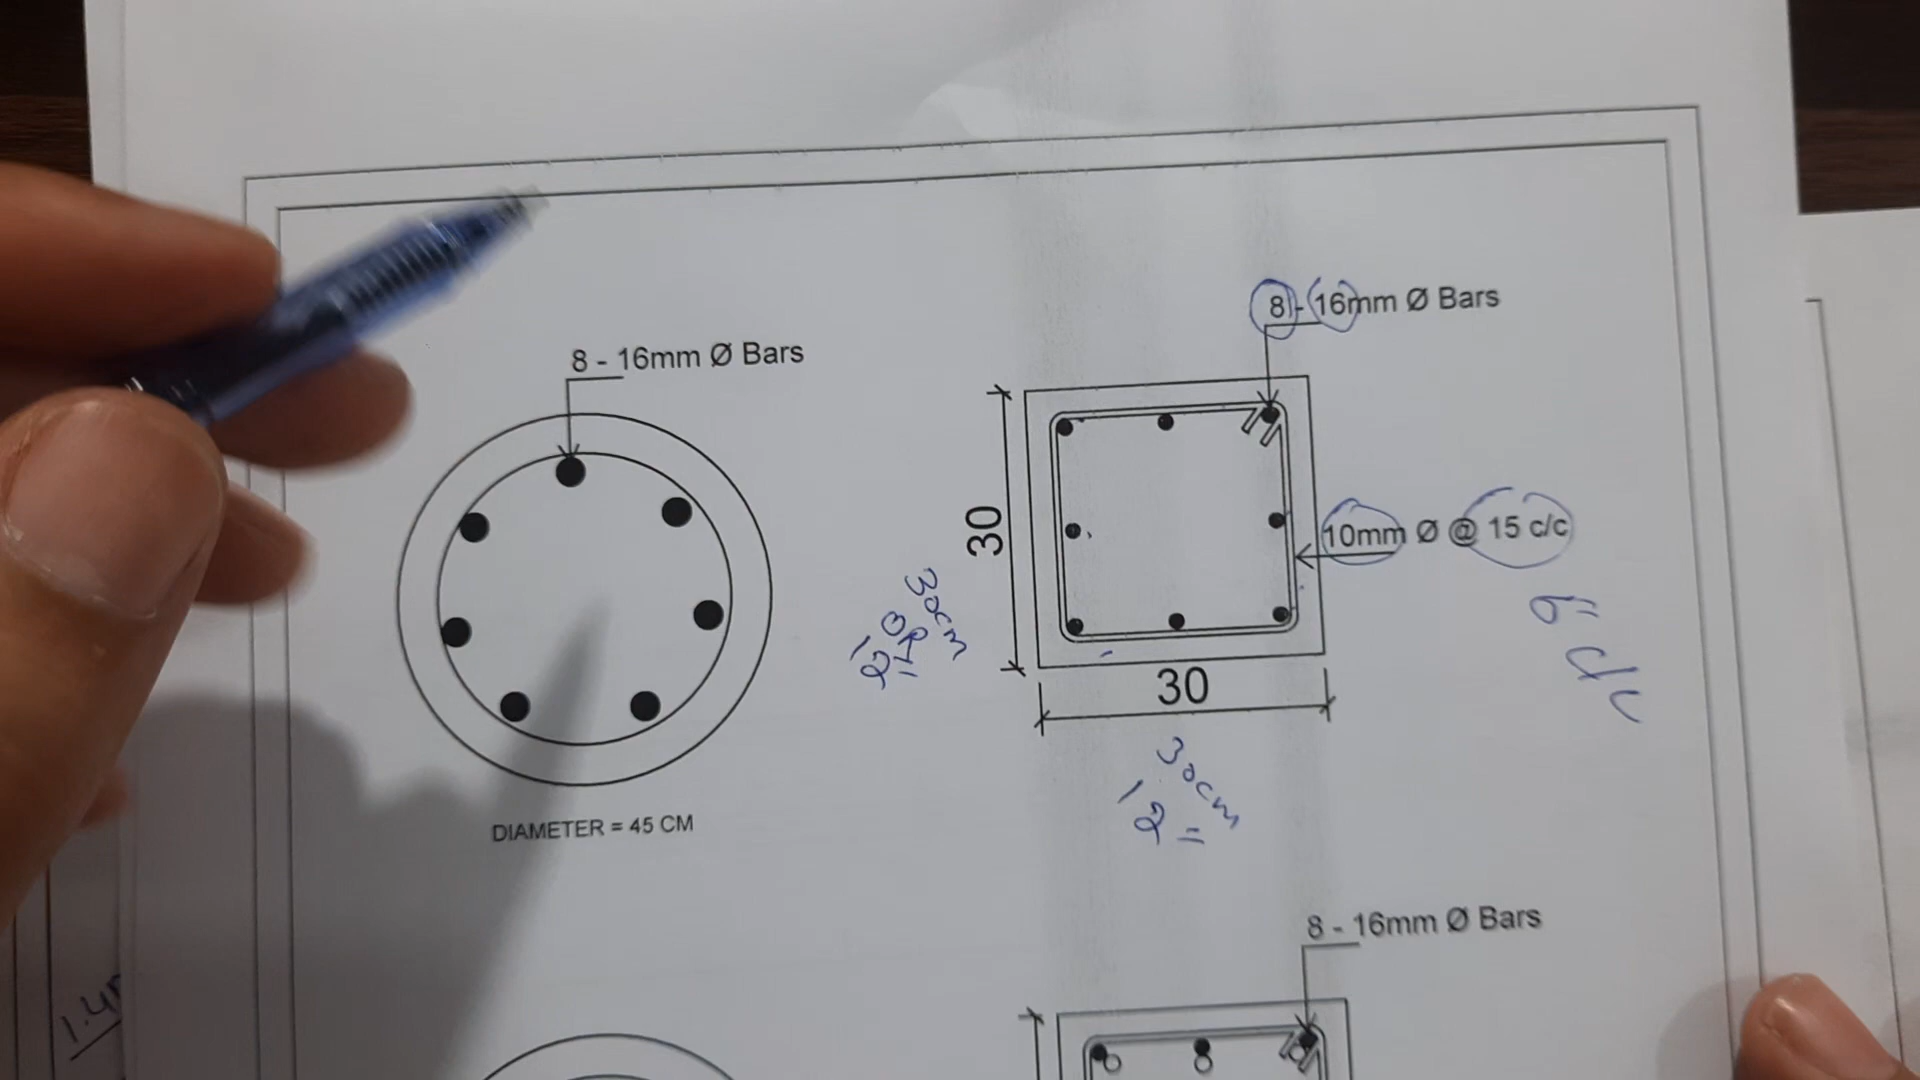 8 - 16mm Ø Bars
8 - 16mm Ø Bars
30
10mm Ø @ 15 c/c
6" c/c
30cm
OR
12"
30
30cm
12"
DIAMETER = 45 CM
8 - 16mm Ø Bars